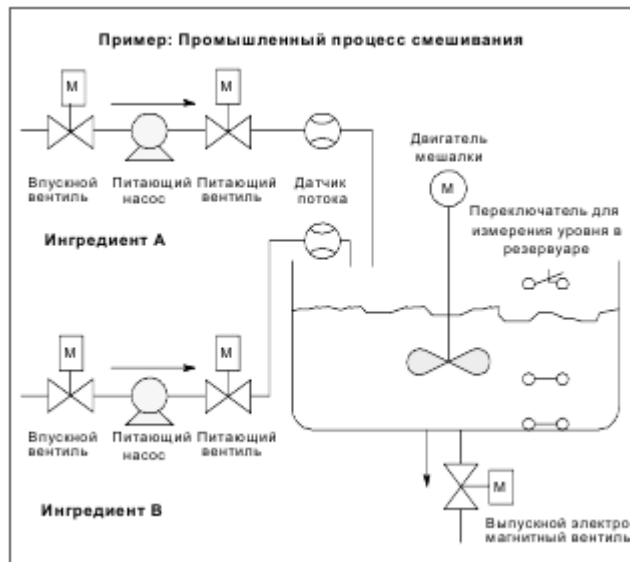 Пример: Промышленный процесс смешивания
M
M
Впускной
вентиль
Питающий
насос
Питающий
вентиль
Датчик
потока
Ингредиент А
Двигатель
мешалки
M
Переключатель для
измерения уровня в
резервуаре
M
M
Впускной
вентиль
Питающий
насос
Питающий
вентиль
Ингредиент В
M
Выпускной электро
магнитный вентиль